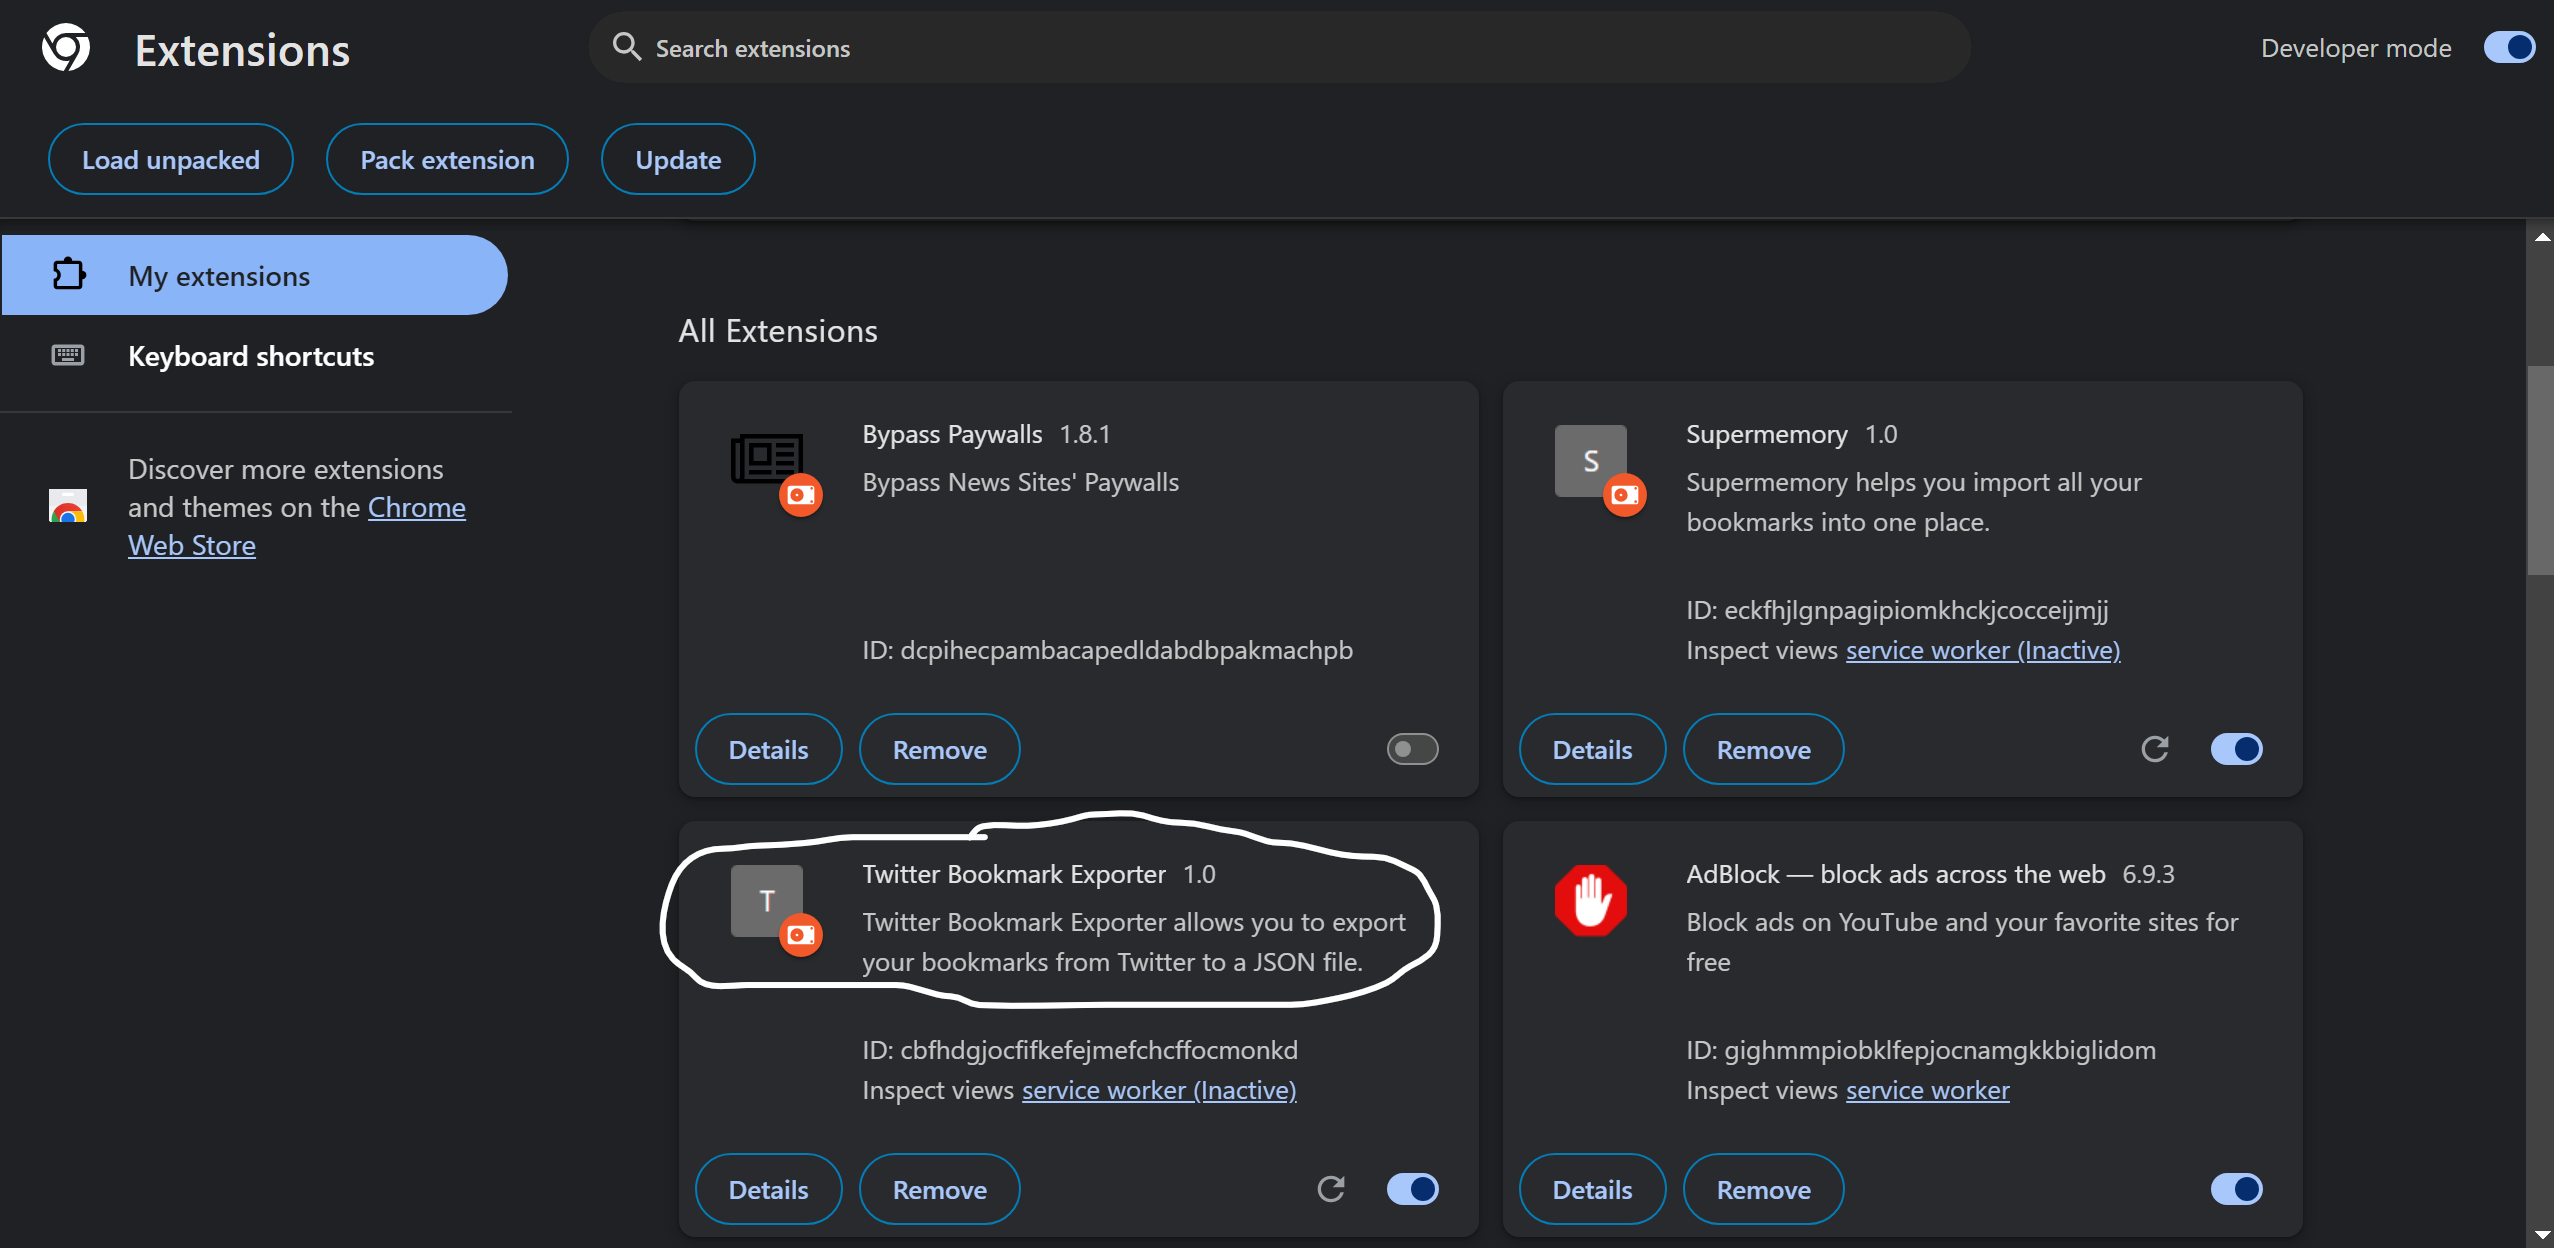 Extensions
Search extensions
Developer mode
Load unpacked
Pack extension
Update
My extensions
Keyboard shortcuts
Discover more extensions
and themes on the Chrome
Web Store
All Extensions
Bypass Paywalls 1.8.1
Bypass News Sites' Paywalls
ID: dcpihecpambacapedldabdbpakmachpb
Details
Remove
S
Supermemory 1.0
Supermemory helps you import all your
bookmarks into one place.
ID: eckfhjlgnpagipiomkhckjcocceijmjj
Inspect views service worker (Inactive)
Details
Remove
T
Twitter Bookmark Exporter 1.0
Twitter Bookmark Exporter allows you to export
your bookmarks from Twitter to a JSON file.
ID: cbfhdgjocfifkefejmefchcffocmonkd
Inspect views service worker (Inactive)
Details
Remove
AdBlock — block ads across the web 6.9.3
Block ads on YouTube and your favorite sites for
free
ID: gighmmpiobklfepjocnamgkkbiglidom
Inspect views service worker
Details
Remove